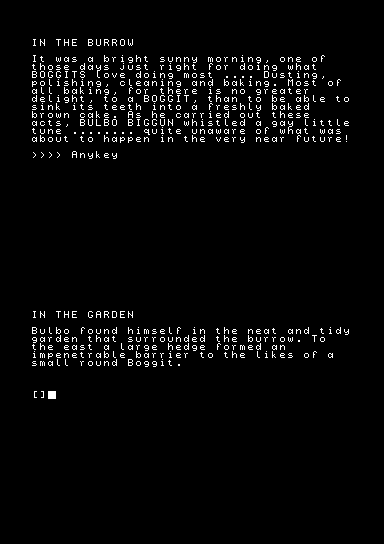 IN THE BURROW
It was a bright sunny morning, one of
those days Just right for doing what
BOGGITS love doing most .... Dusting,
polishing, cleaning and baking. Most of
all baking, for there is no greater
delight, to a BOGGIT, than to be able to
sink its teeth into a freshly baked
brown cake. As he carried out these
acts, BULBO BIGGUN whistled a gay little
tune ........ quite unaware of what was
about to happen in the very near future!
>>>> Anykey
IN THE GARDEN
Bulbo found himself in the neat and tidy
garden that surrounded the burrow. To
the east a large hedge formed an
impenetrable barrier to the likes of a
small round Boggit.
[]